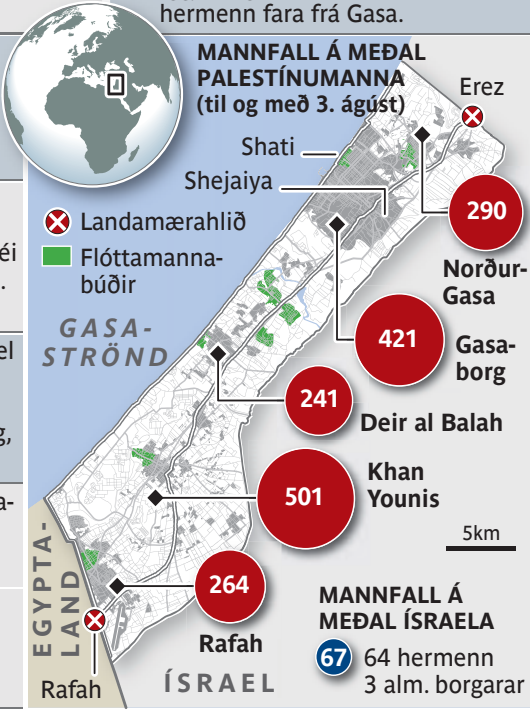 hermenn fara frá Gasa.
MANNFALL Á MEÐAL
PALESTÍNUMANNA
(til og með 3. ágúst)
Erez
Shati
Shejaiya
Landamærahlið
Flóttamanna-
búðir
290
Norður-
Gasa
GASA-
STRÖND
421
Gasa-
borg
241
Deir al Balah
Khan
Younis
501
5km
EGYPTA-
LAND
264
Rafah
MANNFALL Á
MEÐAL ÍSRAELA
67
64 hermenn
3 alm. borgarar
Rafah
ÍSRAEL